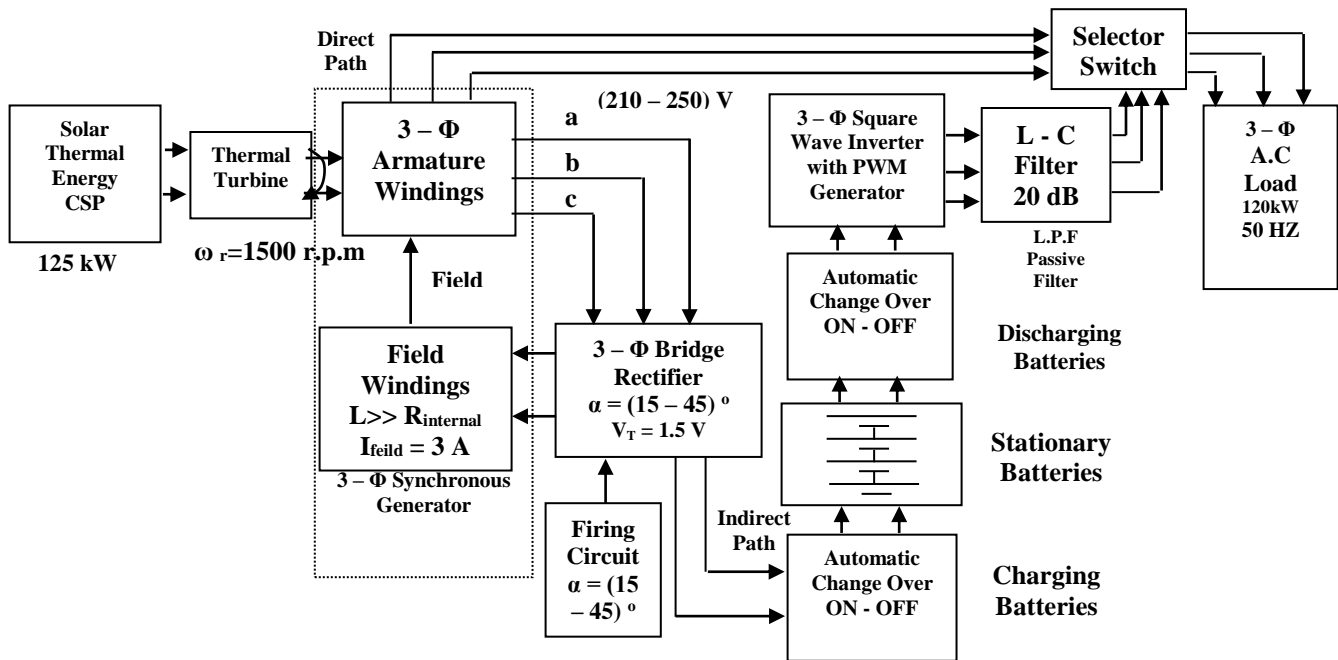 Direct
Path
Selector
Switch
Solar
Thermal
Energy
CSP
125 kW
Thermal
Turbine
ω r=1500 r.p.m
3 – Φ
Armature
Windings
a
b
c
(210 – 250) V
Field
Field
Windings
L>> Rinternal
Ifeild = 3 A
3 – Φ Synchronous
Generator
3 – Φ Bridge
Rectifier
α = (15 – 45) º
VT = 1.5 V
Firing
Circuit
α = (15
– 45) º
Indirect
Path
3 – Φ Square
Wave Inverter
with PWM
Generator
L - C
Filter
20 dB
L.P.F
Passive
Filter
3 – Φ
A.C
Load
120kW
50 HZ
Automatic
Change Over
ON - OFF
Discharging
Batteries
Stationary
Batteries
Automatic
Change Over
ON - OFF
Charging
Batteries